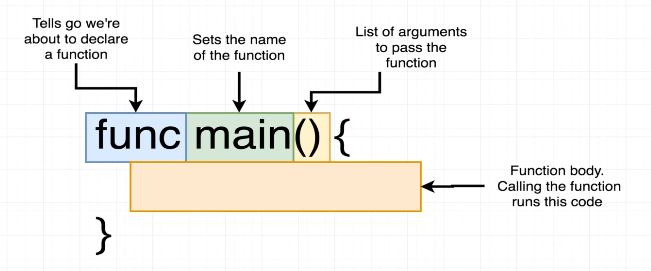 Tells go we're
about to declare
a function
Sets the name
of the function
List of arguments
to pass the
function
func main() {
Function body.
Calling the function
runs this code
}